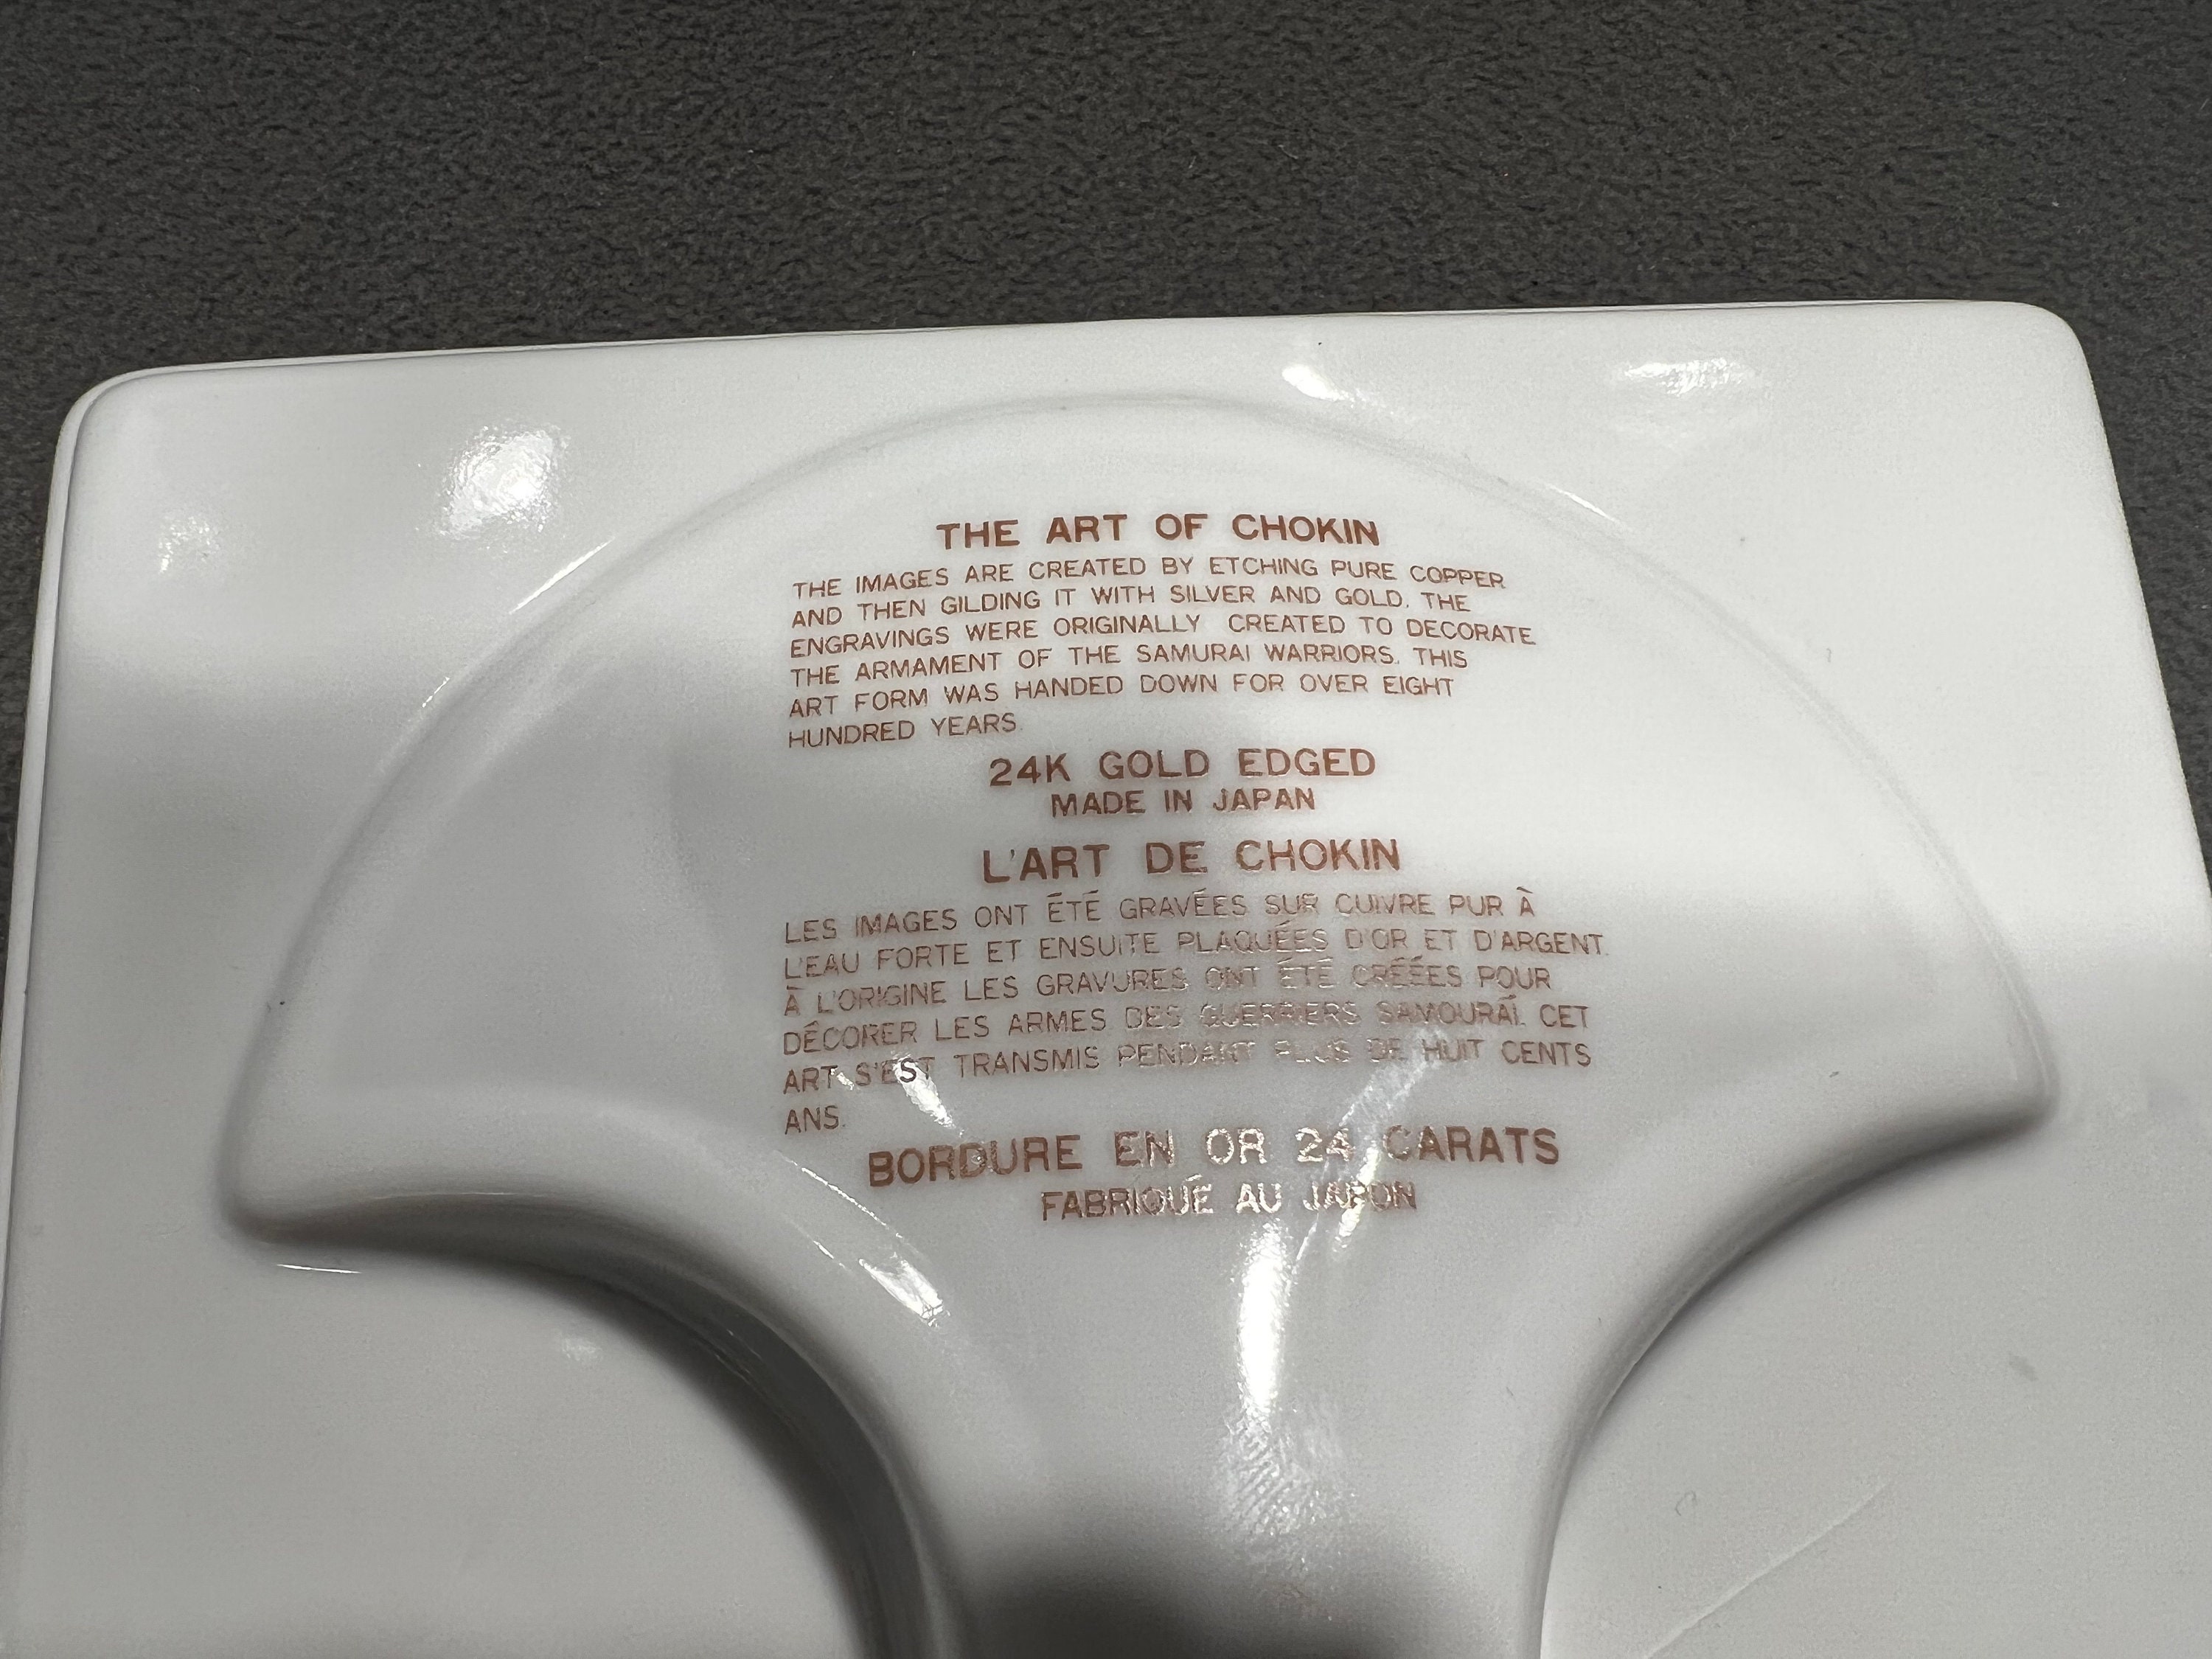 THE ART OF CHOKIN
THE IMAGES ARE CREATED BY ETCHING PURE COPPER
AND THEN GILDING IT WITH SILVER AND GOLD. THE
ENGRAVINGS WERE ORIGINALLY CREATED TO DECORATE
THE ARMAMENT OF THE SAMURAI WARRIORS. THIS
ART FORM WAS HANDED DOWN FOR OVER EIGHT
HUNDRED YEARS.
24K GOLD EDGED
MADE IN JAPAN
L'ART DE CHOKIN
LES IMAGES ONT ÉTÉ GRAVÉES SUR CUIVRE PUR À
L'EAU FORTE ET ENSUITE PLAQUÉES D'OR ET D'ARGENT.
À L'ORIGINE LES GRAVURES ONT ÉTÉ CRÉÉES POUR
DÉCORER LES ARMES DES GUERRIERS SAMOURAÏ. CET
ART S'EST TRANSMIS PENDANT PLUS DE HUIT CENTS
ANS.
BORDURE EN OR 24 CARATS
FABRIQUÉ AU JAPON